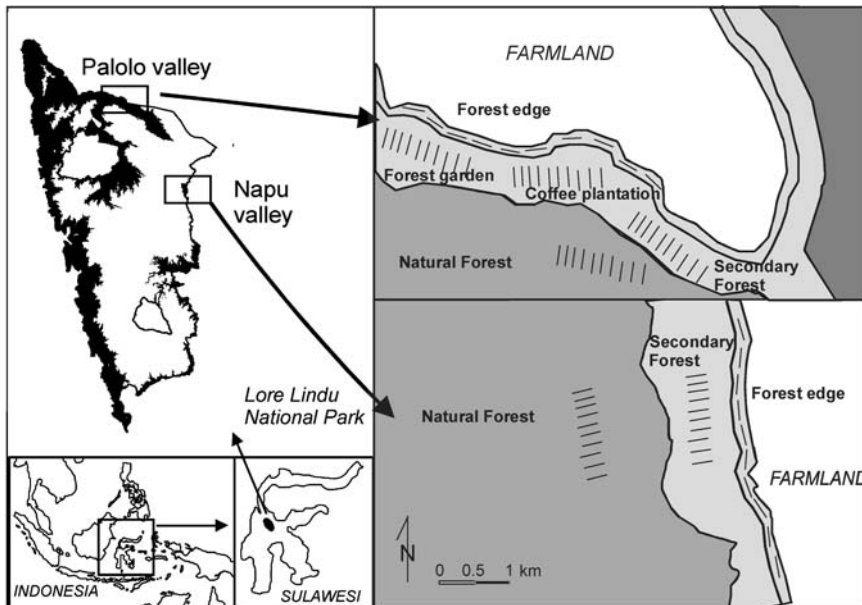 Palolo valley
Napu
valley
Lore Lindu
National Park
INDONESIA
SULAWESI
FARMLAND
Forest edge
Forest garden
Coffee plantation
Natural Forest
Secondary
Forest
Secondary
Forest
Natural Forest
Forest edge
FARMLAND
N
0 0.5 1 km